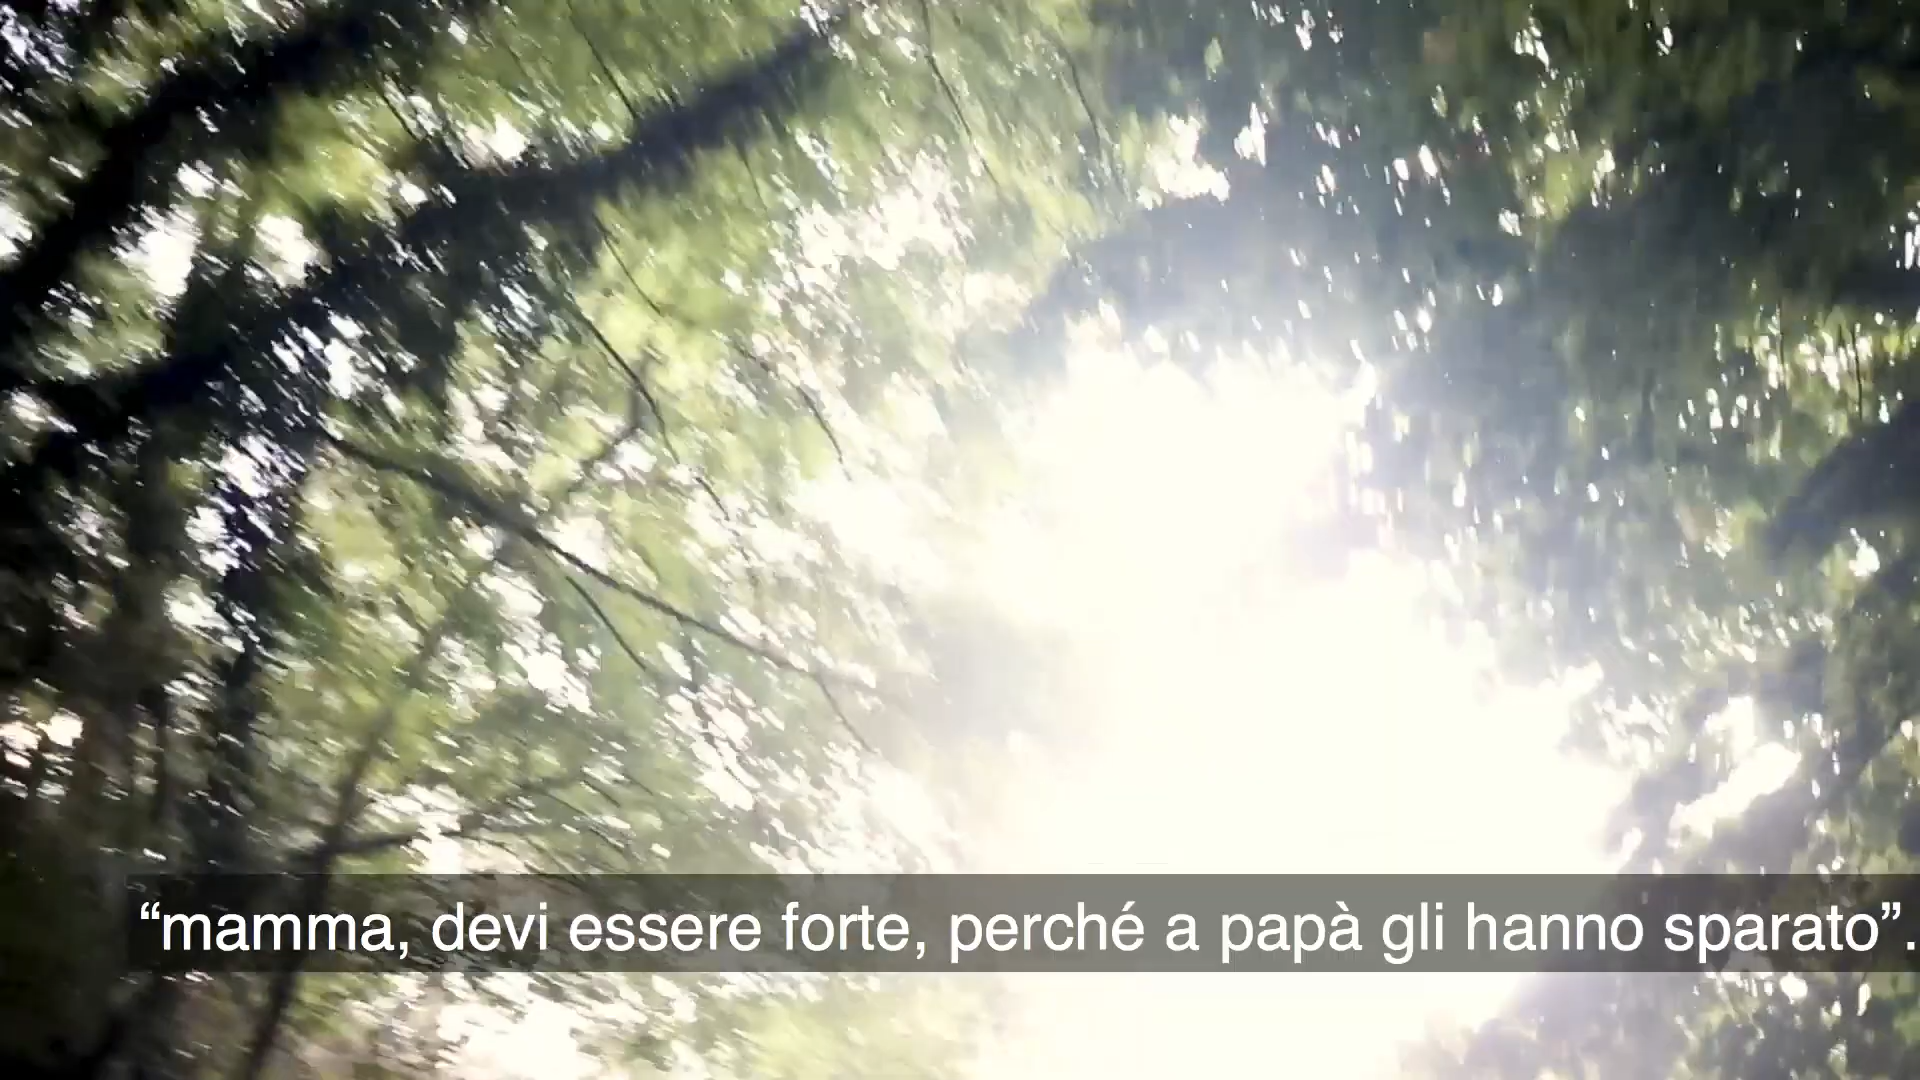 “mamma, devi essere forte, perché a papà gli hanno sparato”.